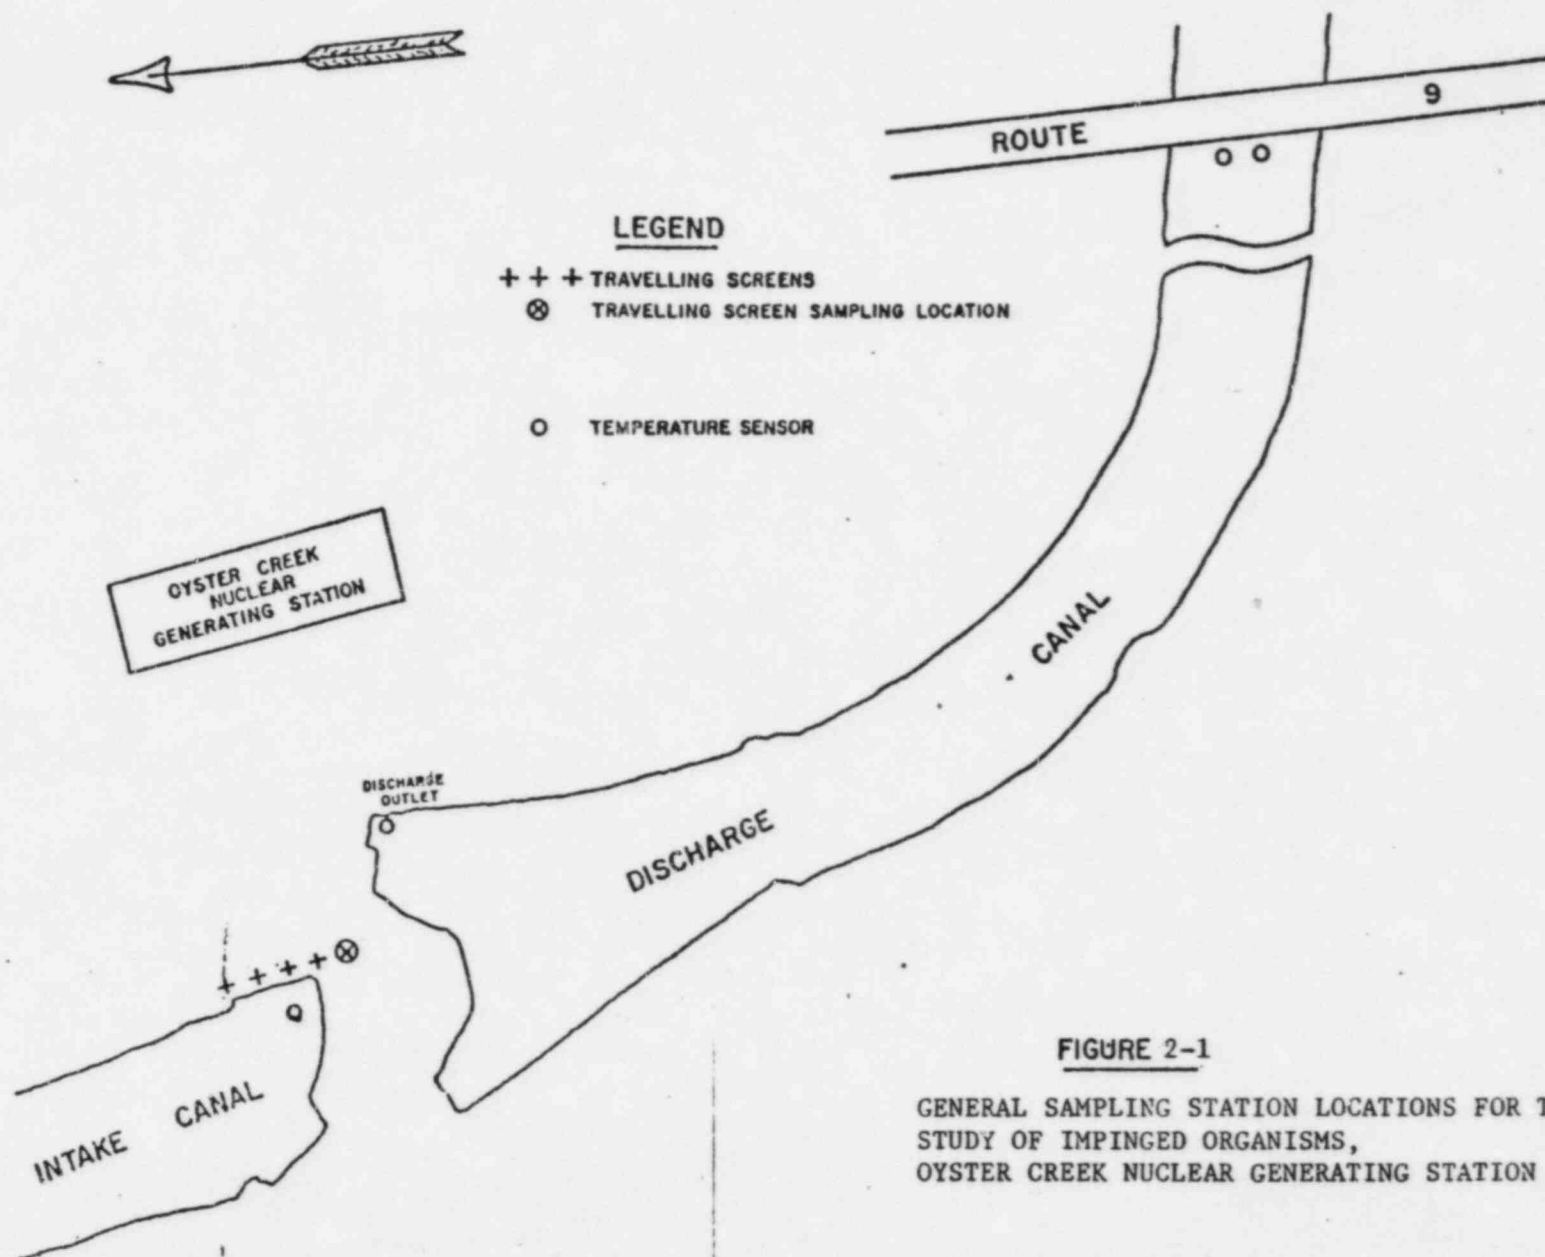 ROUTE 9
LEGEND
+ + + TRAVELLING SCREENS
⊗ TRAVELLING SCREEN SAMPLING LOCATION
O TEMPERATURE SENSOR
OYSTER CREEK
NUCLEAR
GENERATING STATION
DISCHARGE
OUTLET
DISCHARGE CANAL
INTAKE CANAL
FIGURE 2-1
GENERAL SAMPLING STATION LOCATIONS FOR
STUDY OF IMPINGED ORGANISMS,
OYSTER CREEK NUCLEAR GENERATING STATION